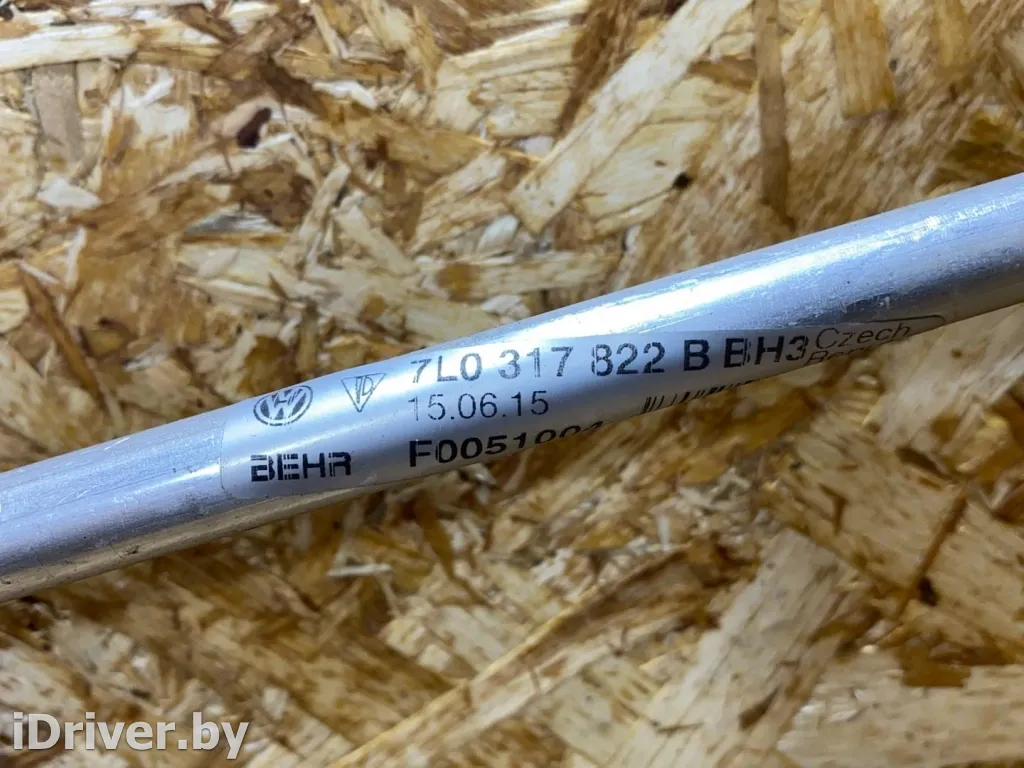 7L0 317 822 B BH3 Czech
15.06.15
BEHR
iDriver.by